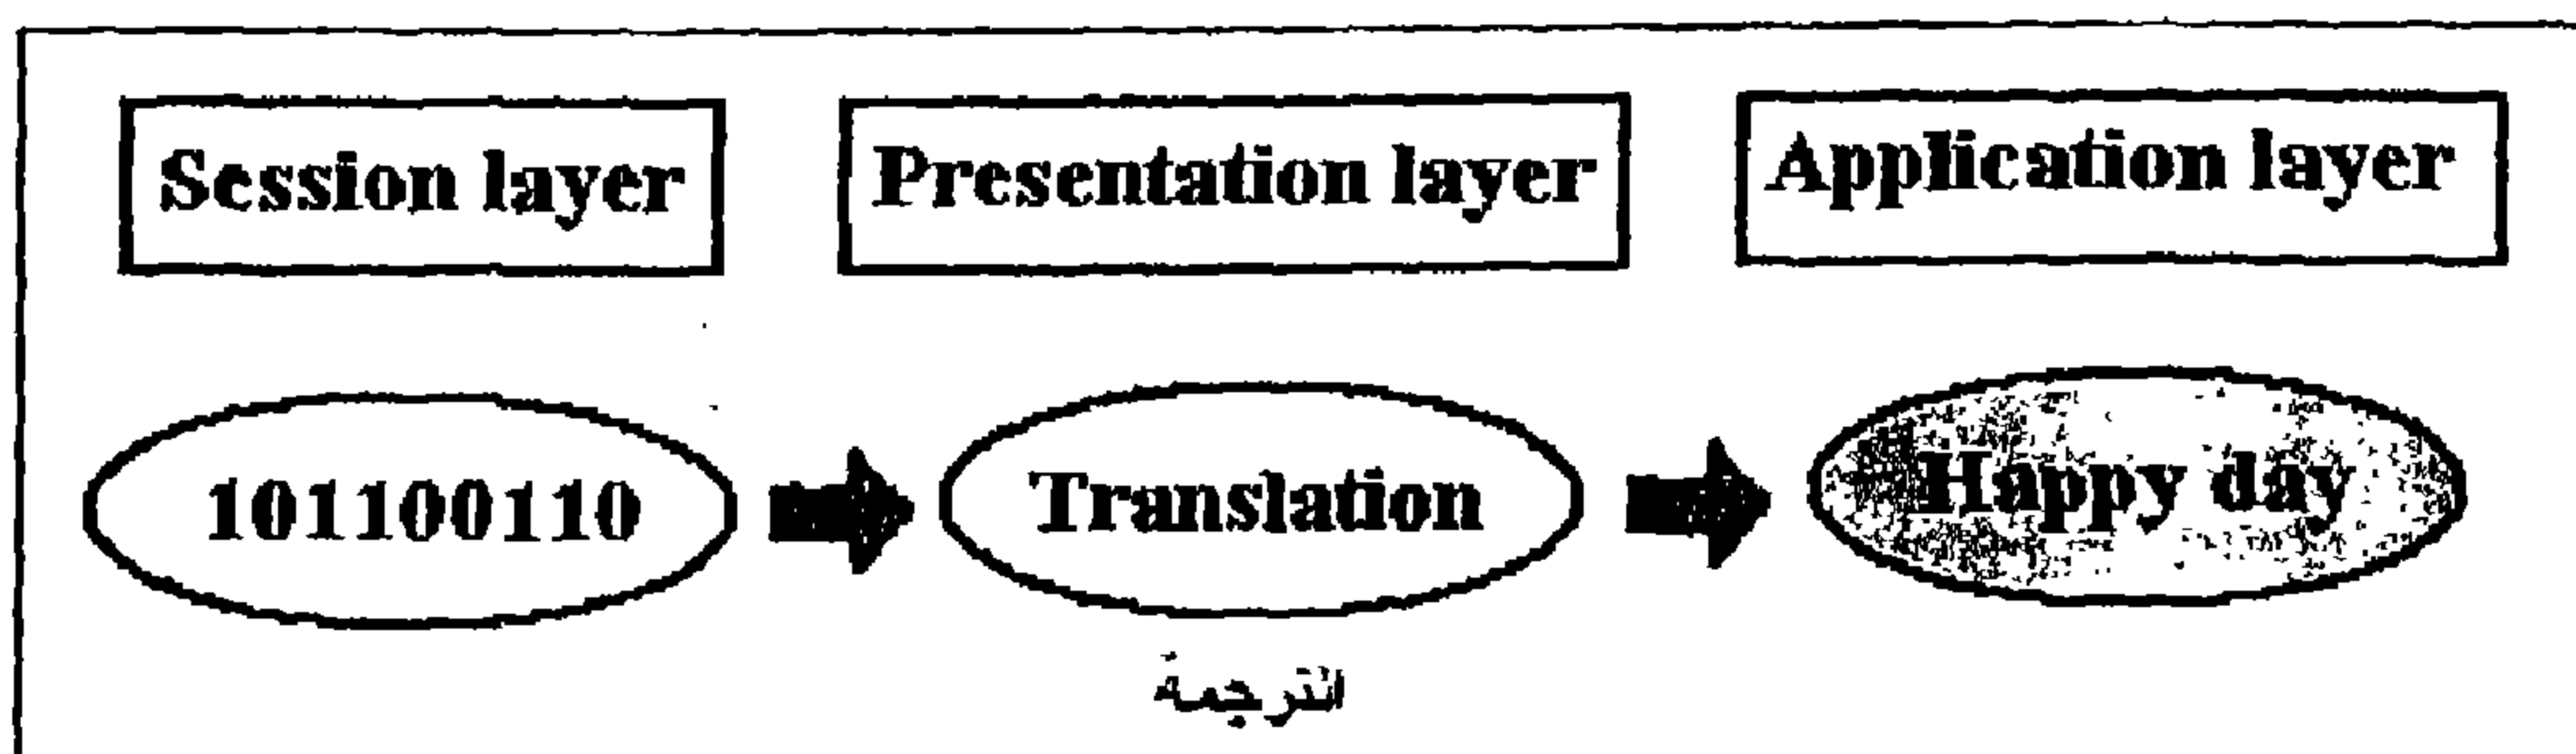 Session layer Presentation layer Application layer
101100110 Translation Happy day
الترجمة